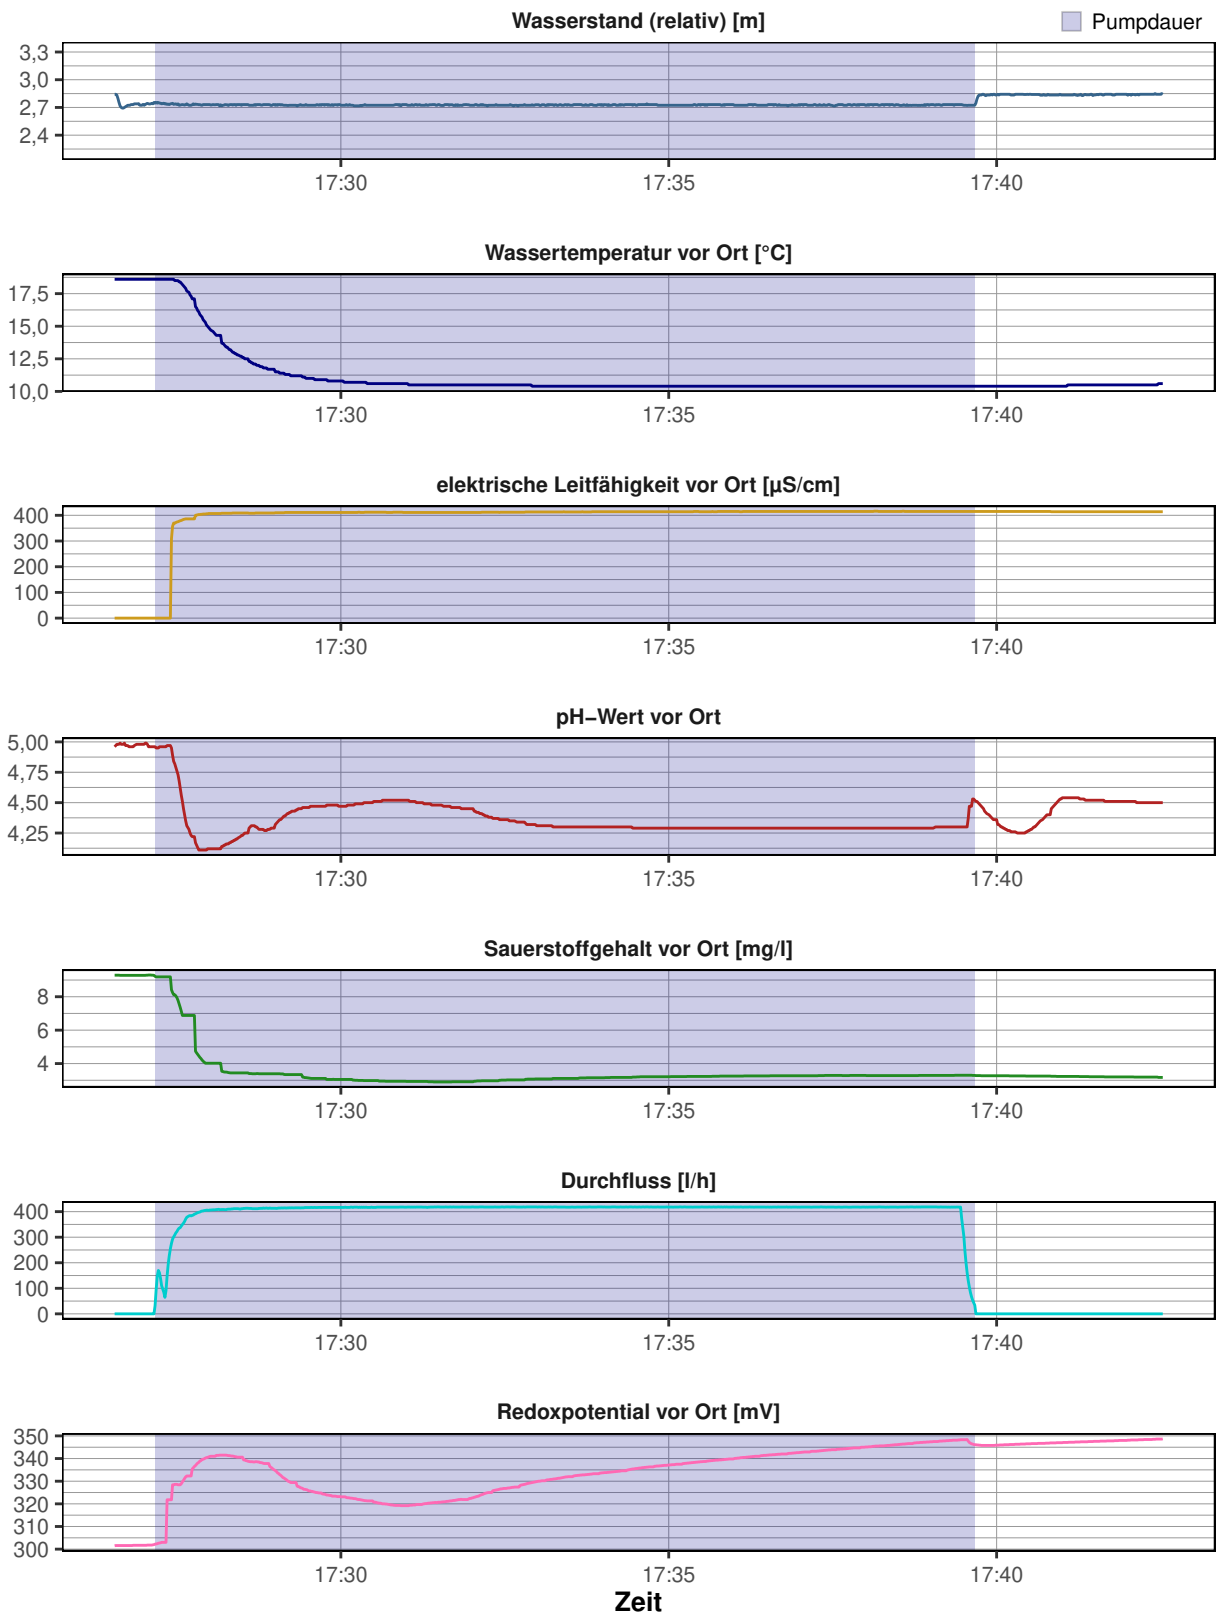 Wasserstand (relativ) [m]
Pumpdauer
3,3
3,0
2,7
2,4
17:30 17:35 17:40
Wassertemperatur vor Ort [°C]
17,5
15,0
12,5
10,0
17:30 17:35 17:40
elektrische Leitfähigkeit vor Ort [µS/cm]
400
300
200
100
0
17:30 17:35 17:40
pH−Wert vor Ort
5,00
4,75
4,50
4,25
17:30 17:35 17:40
Sauerstoffgehalt vor Ort [mg/l]
8
6
4
17:30 17:35 17:40
Durchfluss [l/h]
400
300
200
100
0
17:30 17:35 17:40
Redoxpotential vor Ort [mV]
350
340
330
320
310
300
17:30 17:35 17:40
Zeit